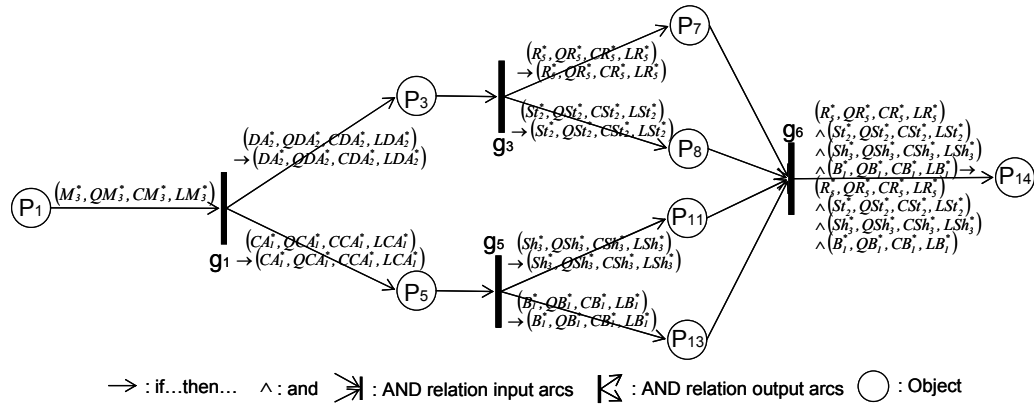 P7
(R5*, QR5*, CR5*, LR5*)
→(R5*, QR5*, CR5*, LR5*)
P3
g3
(St2*, QSt2*, CSt2*, LSt2*)
→(St2*, QSt2*, CSt2*, LSt2*)
P8
(DA2*, QDA2*, CDA2*, LDA2*)
→(DA2*, QDA2*, CDA2*, LDA2*)
g6
(R5*, QR5*, CR5*, LR5*)
∧(St2*, QSt2*, CSt2*, LSt2*)
∧(Sh3*, QSh3*, CSh3*, LSh3*)
∧(B1*, QB1*, CB1*, LB1*)→
(R5*, QR5*, CR5*, LR5*)
∧(St2*, QSt2*, CSt2*, LSt2*)
∧(Sh3*, QSh3*, CSh3*, LSh3*)
∧(B1*, QB1*, CB1*, LB1*)
P14
P1
(M3*, QM3*, CM3*, LM3*)
g1
(CA1*, QCA1*, CCA1*, LCA1*)
→(CA1*, QCA1*, CCA1*, LCA1*)
P5
g5
P11
(Sh3*, QSh3*, CSh3*, LSh3*)
→(Sh3*, QSh3*, CSh3*, LSh3*)
(B1*, QB1*, CB1*, LB1*)
→(B1*, QB1*, CB1*, LB1*)
P13
→ : if...then... ∧ : and : AND relation input arcs : AND relation output arcs : Object